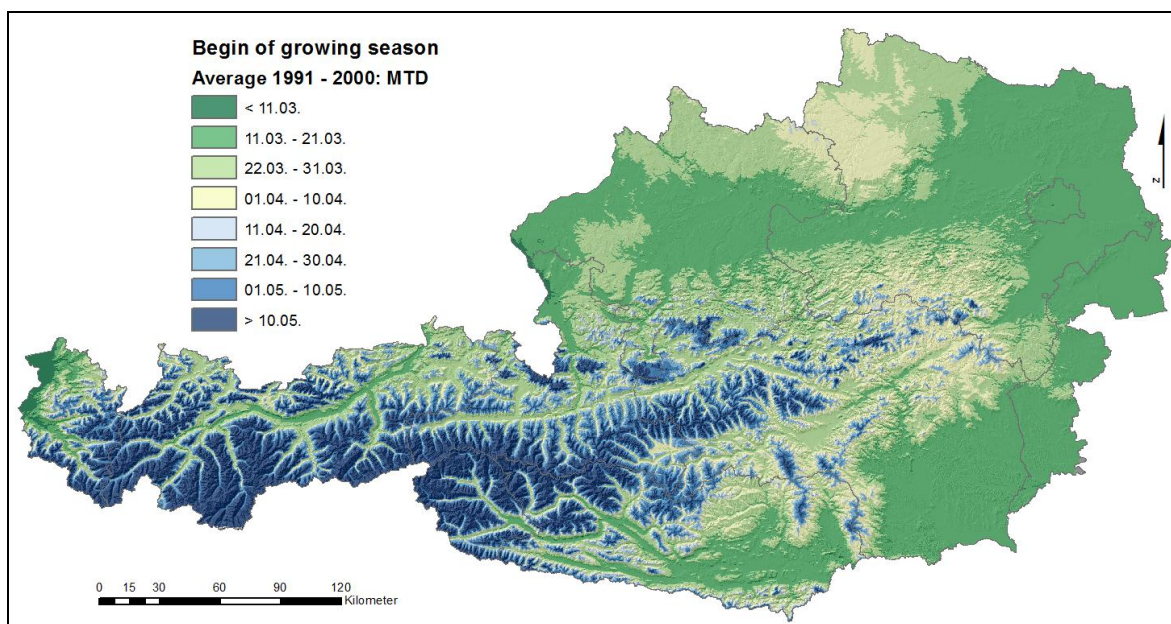 Begin of growing season
Average 1991 - 2000: MTD
< 11.03.
11.03. - 21.03.
22.03. - 31.03.
01.04. - 10.04.
11.04. - 20.04.
21.04. - 30.04.
01.05. - 10.05.
> 10.05.
N
0 15 30 60 90 120
Kilometer